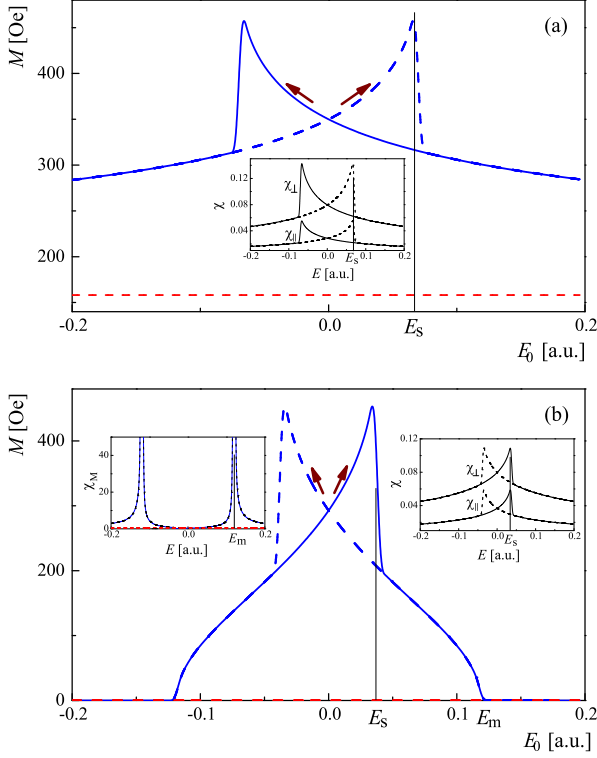 M [Oe]
(a)
400
300
200
0.12
0.08
0.04
χ
χ⊥
χ||
-0.2 -0.1 0.0 0.1 0.2
Es
E [a.u.]
-0.2 0.0 0.2
Es
E0 [a.u.]
M [Oe]
(b)
400
200
0
40
20
0
χM
-0.2 0.0 0.2
E [a.u.] Em
0.12
0.08
0.04
χ
χ⊥
χ||
-0.2 -0.1 0.0 0.1 0.2
Es
E [a.u.]
-0.2 -0.1 0.0 0.1 0.2
Es Em
E0 [a.u.]